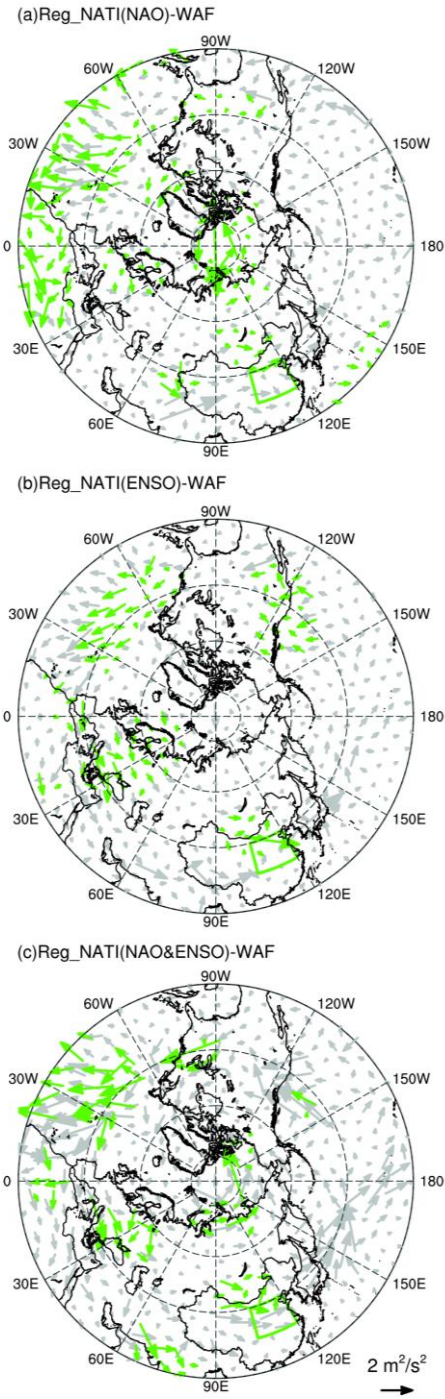 (a)Reg_NATI(NAO)-WAF
90W
60W
120W
30W
150W
0
180
30E
150E
60E
120E
90E
(b)Reg_NATI(ENSO)-WAF
90W
60W
120W
30W
150W
0
180
30E
150E
60E
120E
90E
(c)Reg_NATI(NAO&ENSO)-WAF
90W
60W
120W
30W
150W
0
180
30E
150E
60E
120E
90E
2 m²/s²